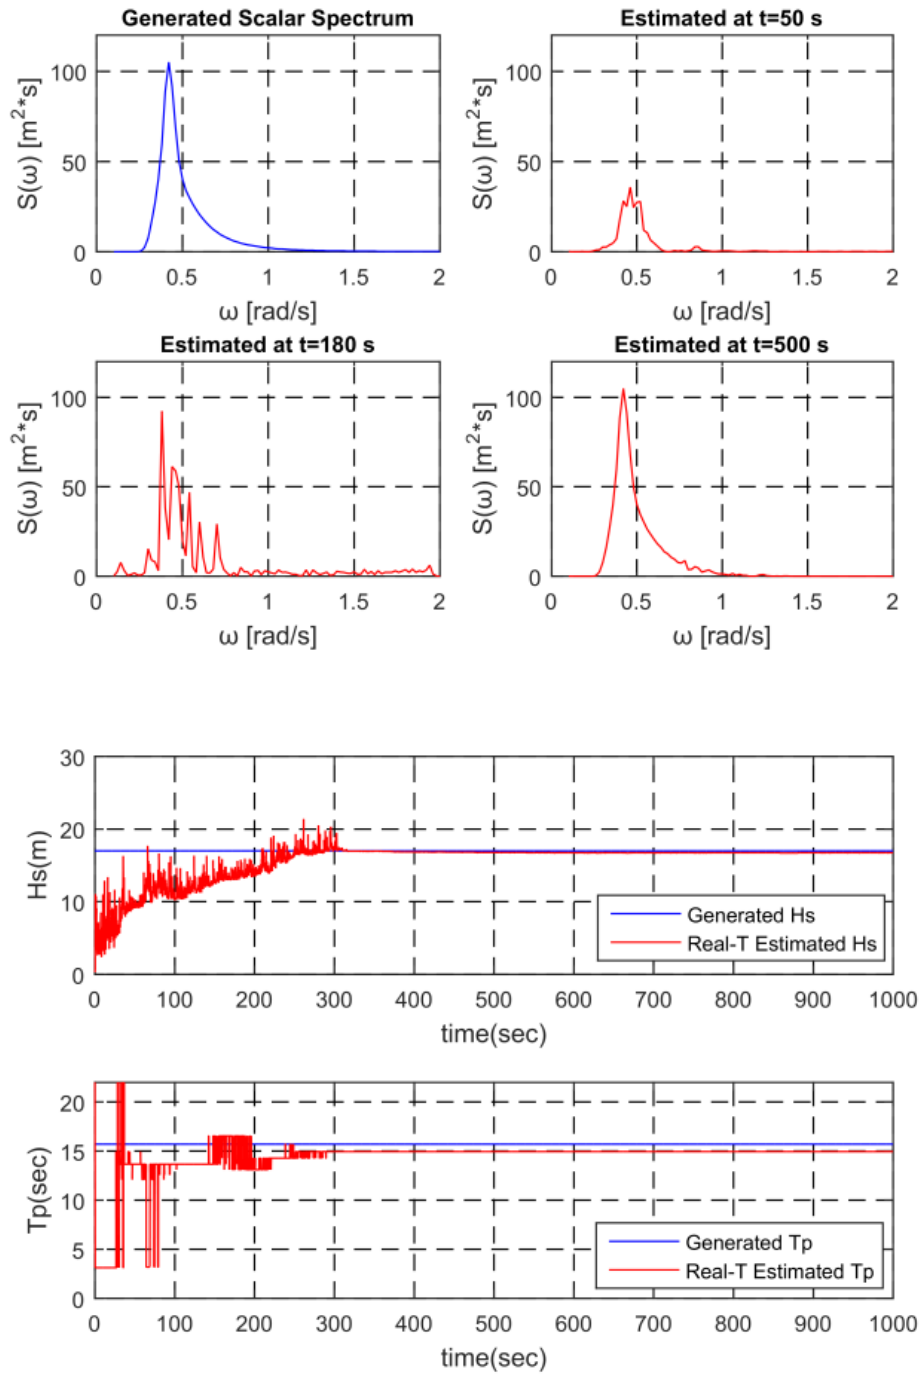 Generated Scalar Spectrum
S(ω) [m²*s]
100
50
0
0 0.5 1 1.5 2
ω [rad/s]
Estimated at t=50 s
S(ω) [m²*s]
100
50
0
0 0.5 1 1.5 2
ω [rad/s]
Estimated at t=180 s
S(ω) [m²*s]
100
50
0
0 0.5 1 1.5 2
ω [rad/s]
Estimated at t=500 s
S(ω) [m²*s]
100
50
0
0 0.5 1 1.5 2
ω [rad/s]
Hs(m)
30
20
10
0
Generated Hs
Real-T Estimated Hs
0 100 200 300 400 500 600 700 800 900 1000
time(sec)
Tp(sec)
20
15
10
5
0
Generated Tp
Real-T Estimated Tp
0 100 200 300 400 500 600 700 800 900 1000
time(sec)